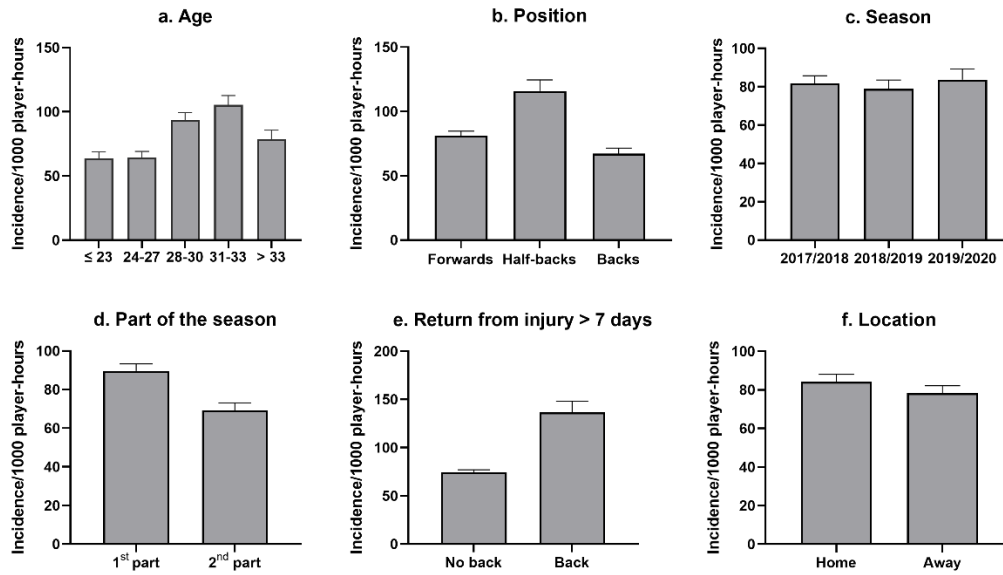 a. Age
Incidence/1000 player-hours
150
100
50
0
≤ 23 24-27 28-30 31-33 > 33
b. Position
Incidence/1000 player-hours
150
100
50
0
Forwards Half-backs Backs
c. Season
Incidence/1000 player-hours
100
80
60
40
20
0
2017/2018 2018/2019 2019/2020
d. Part of the season
Incidence/1000 player-hours
100
80
60
40
20
0
1st part 2nd part
e. Return from injury > 7 days
Incidence/1000 player-hours
200
150
100
50
0
No back Back
f. Location
Incidence/1000 player-hours
100
80
60
40
20
0
Home Away